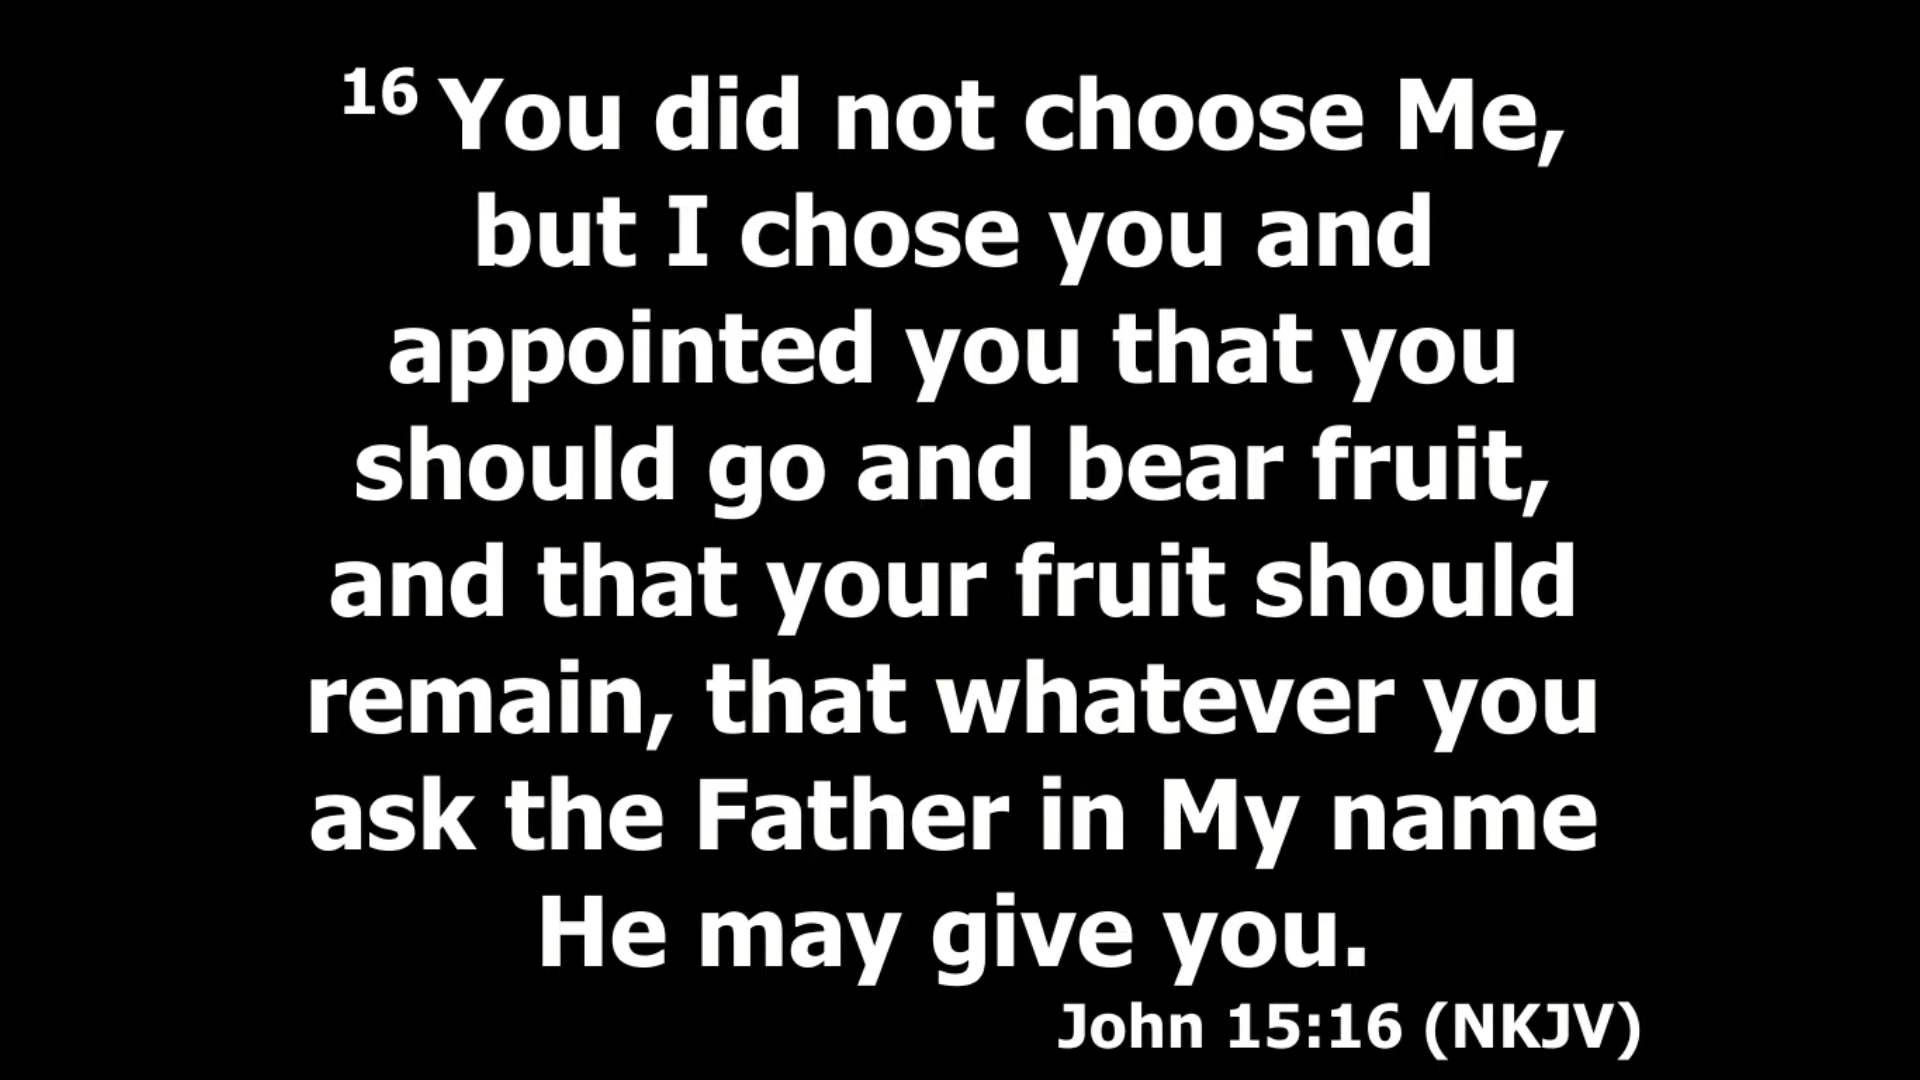 16 You did not choose Me,
but I chose you and
appointed you that you
should go and bear fruit,
and that your fruit should
remain, that whatever you
ask the Father in My name
He may give you.
John 15:16 (NKJV)